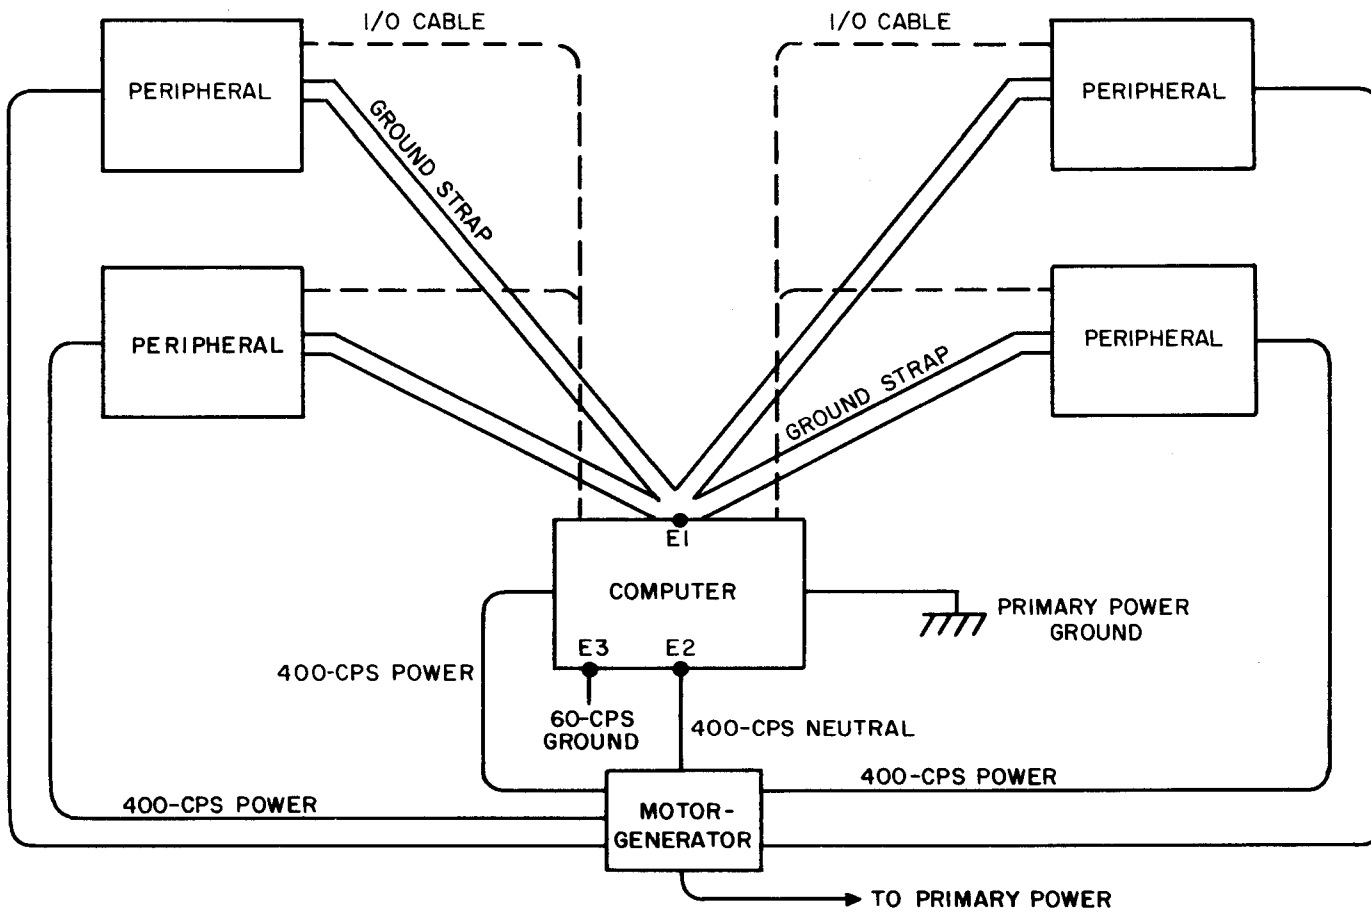 I/O CABLE
I/O CABLE
PERIPHERAL
PERIPHERAL
GROUND STRAP
PERIPHERAL
PERIPHERAL
GROUND STRAP
E1
COMPUTER
PRIMARY POWER
GROUND
E3
E2
400-CPS POWER
60-CPS
GROUND
400-CPS NEUTRAL
400-CPS POWER
400-CPS POWER
MOTOR-
GENERATOR
TO PRIMARY POWER